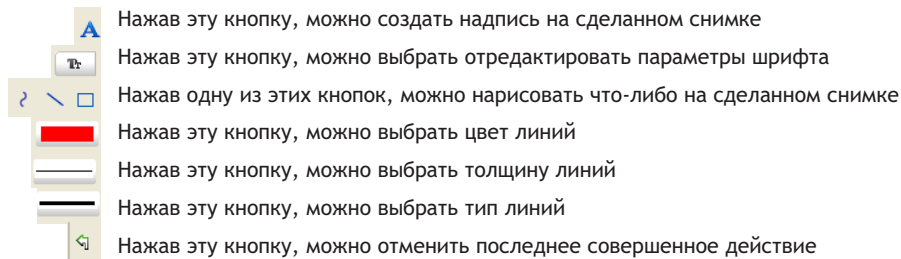 A Нажав эту кнопку, можно создать надпись на сделанном снимке
Tr Нажав эту кнопку, можно выбрать отредактировать параметры шрифта
Нажав одну из этих кнопок, можно нарисовать что-либо на сделанном снимке
Нажав эту кнопку, можно выбрать цвет линий
Нажав эту кнопку, можно выбрать толщину линий
Нажав эту кнопку, можно выбрать тип линий
Нажав эту кнопку, можно отменить последнее совершенное действие